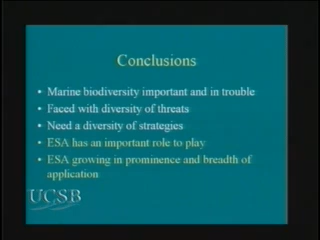 Conclusions
• Marine biodiversity important and in trouble
• Faced with diversity of threats
• Need a diversity of strategies
• ESA has an important role to play
• ESA growing in prominence and breadth of
application
UCSB